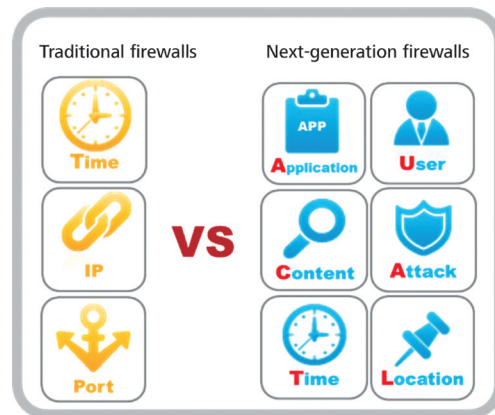 Traditional firewalls
Time
IP
Port
VS
Next-generation firewalls
APP
Application
User
Content
Attack
Time
Location